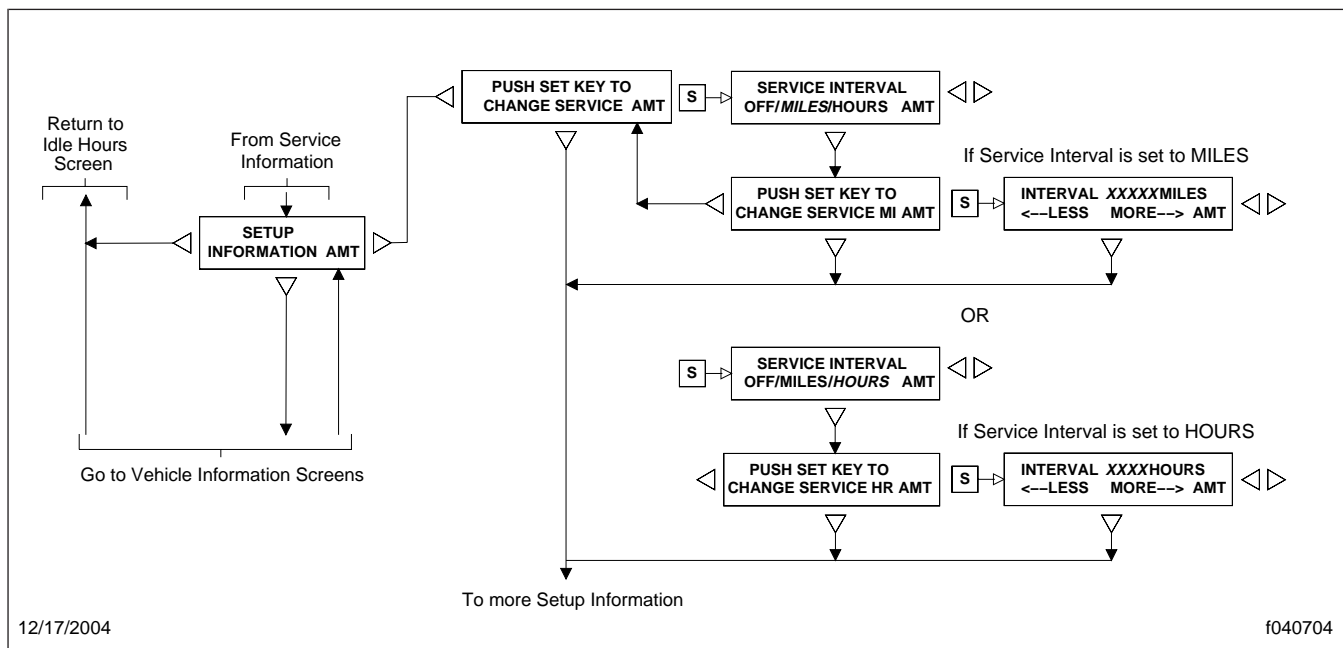 PUSH SET KEY TO
CHANGE SERVICE AMT
S
SERVICE INTERVAL
OFF/MILES/HOURS AMT
Return to
Idle Hours
Screen
From Service
Information
If Service Interval is set to MILES
SETUP
INFORMATION AMT
PUSH SET KEY TO
CHANGE SERVICE MI AMT
S
INTERVAL XXXXXMILES
<--LESS MORE--> AMT
OR
S
SERVICE INTERVAL
OFF/MILES/HOURS AMT
If Service Interval is set to HOURS
Go to Vehicle Information Screens
PUSH SET KEY TO
CHANGE SERVICE HR AMT
S
INTERVAL XXXXHOURS
<--LESS MORE--> AMT
To more Setup Information
12/17/2004
f040704